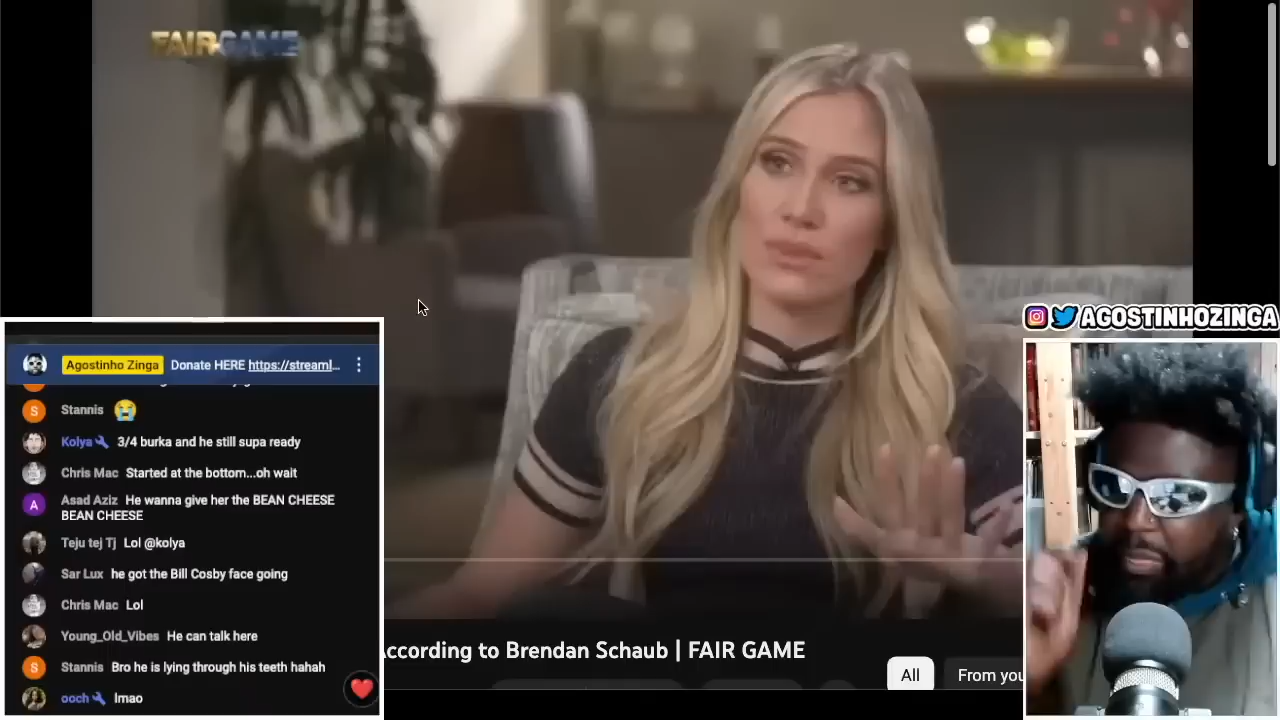 FAIR GAME
AGOSTINHOZINGA
Agostinho Zinga Donate HERE https://streaml...
S Stannis 😭
Kolya 3/4 burka and he still supa ready
Chris Mac Started at the bottom...oh wait
A Asad Aziz He wanna give her the BEAN CHEESE
BEAN CHEESE
Teju tej Tj Lol @kolya
Sar Lux he got the Bill Cosby face going
Chris Mac Lol
Young_Old_Vibes He can talk here
S Stannis Bro he is lying through his teeth hahah
ooch lmao
According to Brendan Schaub | FAIR GAME
All
From you